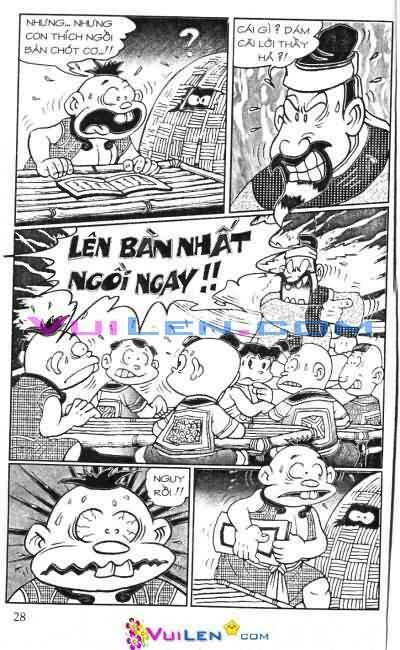 NHƯNG... NHƯNG
CON THÍCH NGỒI
BÀN CHÓT CƠ..!!
?
CÁI GÌ? DÁM
CÃI LỜI THẦY
HẢ?!!
LÊN BÀN NHẤT
NGỒI NGAY!!
VUILEN.COM
NGUY
RỒI!!
28
VUILEN.COM